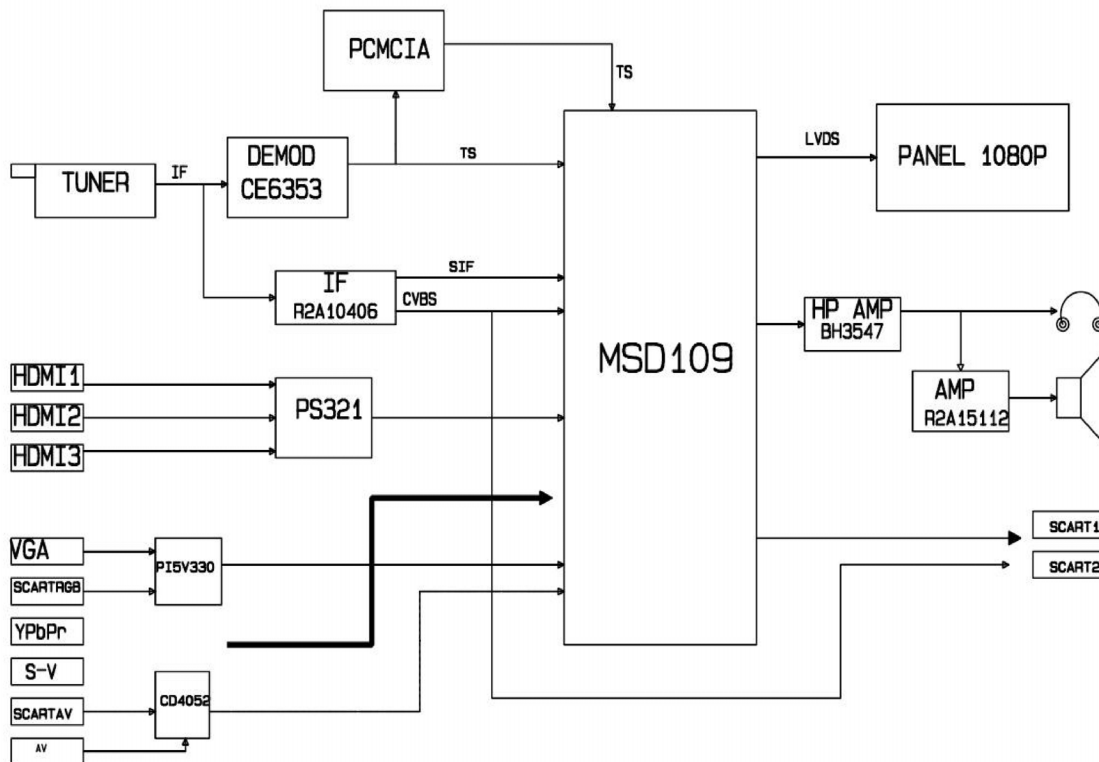 PCMCIA
TS
DEMOD
CE6353
TS
TUNER
IF
LVDS
PANEL 1080P
IF
R2A10406
SIF
CVBS
MSD109
HP AMP
BH3547
AMP
R2A15112
HDMI1
HDMI2
HDMI3
PS321
VGA
SCARTRGB
PI5V330
YPbPr
S-V
SCARTAV
AV
CD4052
SCART1
SCART2